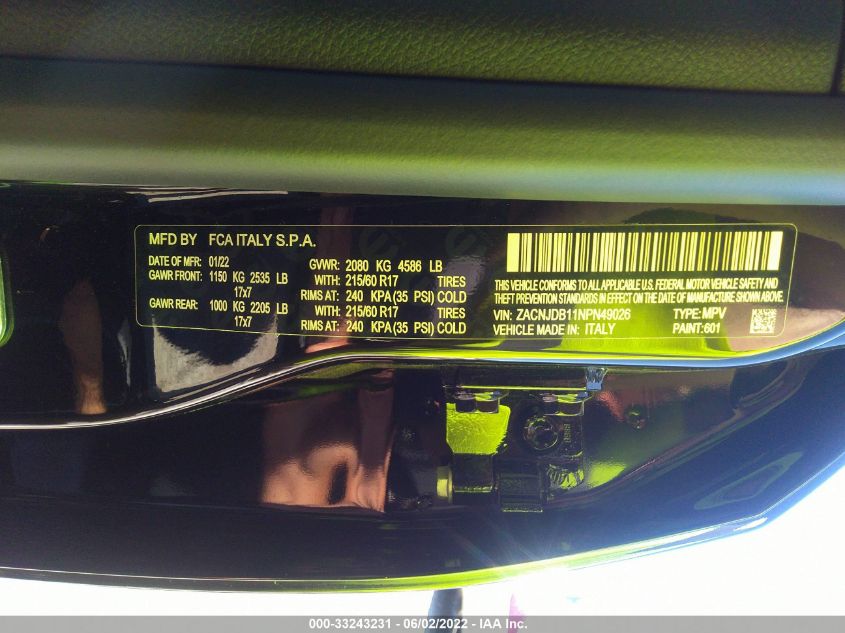 MFD BY FCA ITALY S.P.A.
DATE OF MFR: 01/22 GVWR: 2080 KG 4586 LB
GAWR FRONT: 1150 KG 2535 LB WITH: 215/60 R17 TIRES
17x7 RIMS AT: 240 KPA (35 PSI) COLD
GAWR REAR: 1000 KG 2205 LB WITH: 215/60 R17 TIRES
17x7 RIMS AT: 240 KPA (35 PSI) COLD
THIS VEHICLE CONFORMS TO ALL APPLICABLE U.S. FEDERAL MOTOR VEHICLE SAFETY AND
THEFT PREVENTION STANDARDS IN EFFECT ON THE DATE OF MANUFACTURE SHOWN ABOVE.
VIN: ZACNJDB11NPN49026 TYPE: MPV
VEHICLE MADE IN: ITALY PAINT: 601
000-33243231 - 06/02/2022 - IAA Inc.